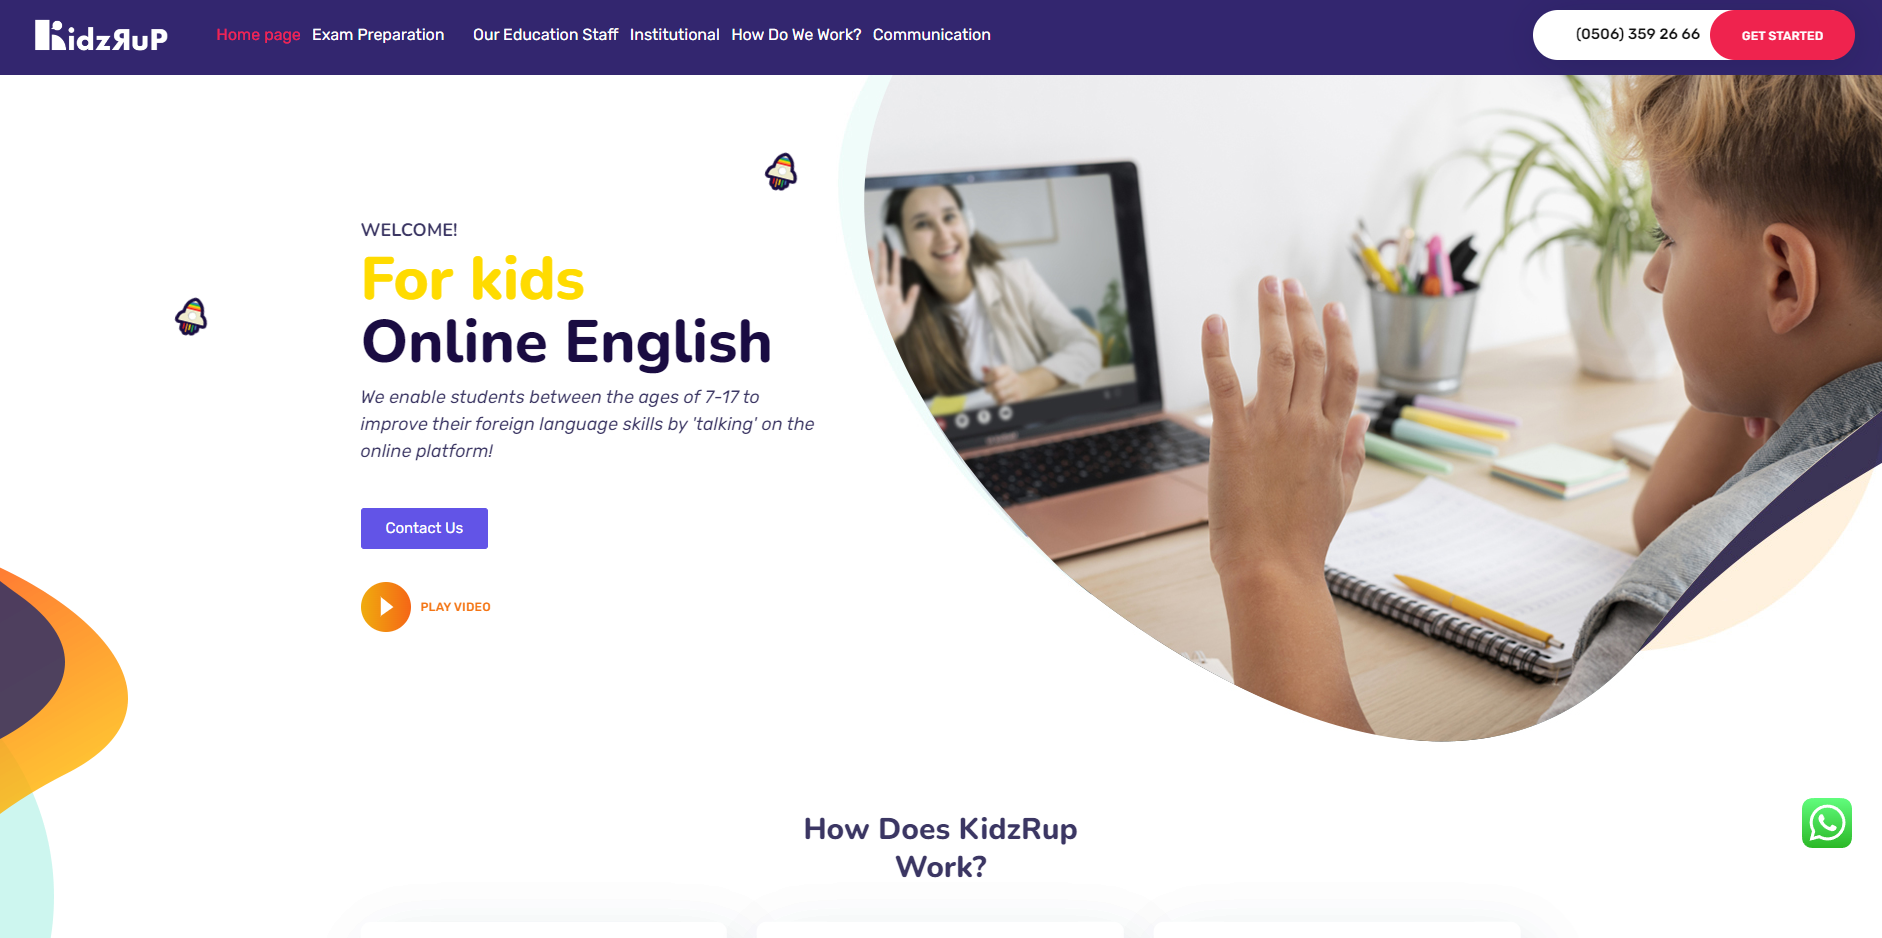 KidzRuP
Home page Exam Preparation Our Education Staff Institutional How Do We Work? Communication
(0506) 359 26 66 GET STARTED
WELCOME!
For kids
Online English
We enable students between the ages of 7-17 to
improve their foreign language skills by 'talking' on the
online platform!
Contact Us
PLAY VIDEO
How Does KidzRup
Work?